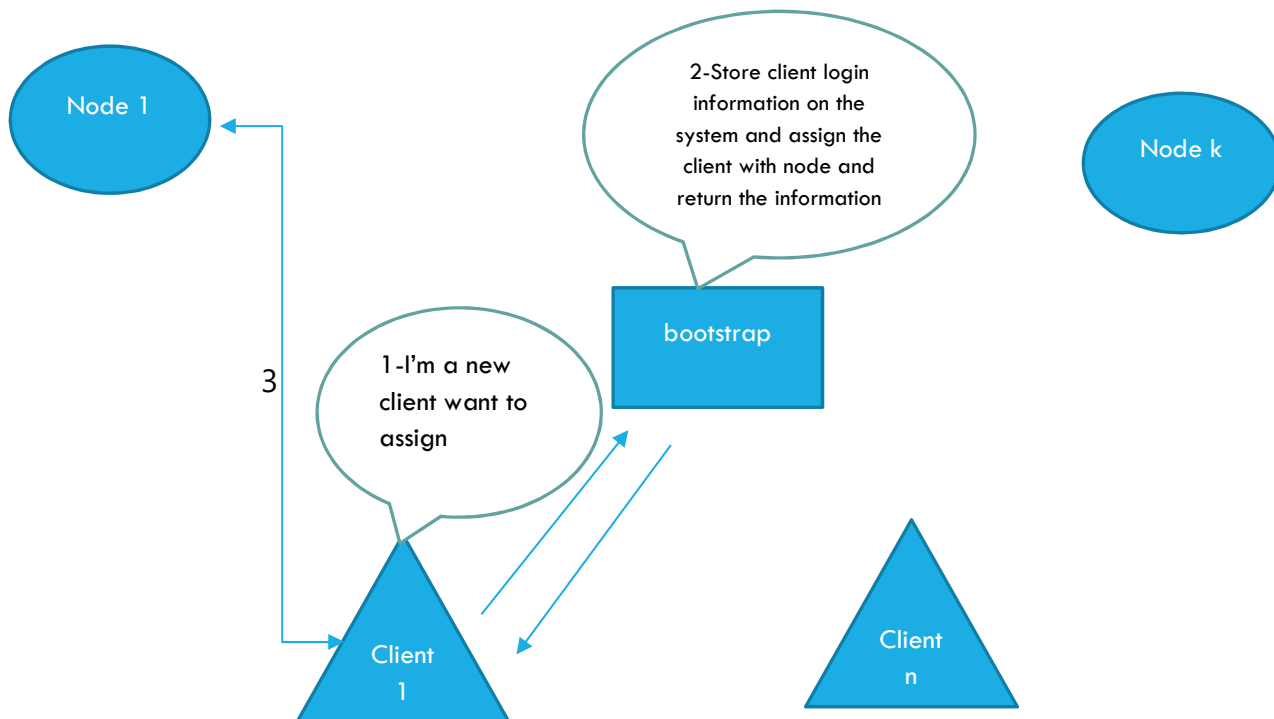 Node 1
2-Store client login
information on the
system and assign the
client with node and
return the information
Node k
bootstrap
1-I'm a new
client want to
assign
3
Client
1
Client
n